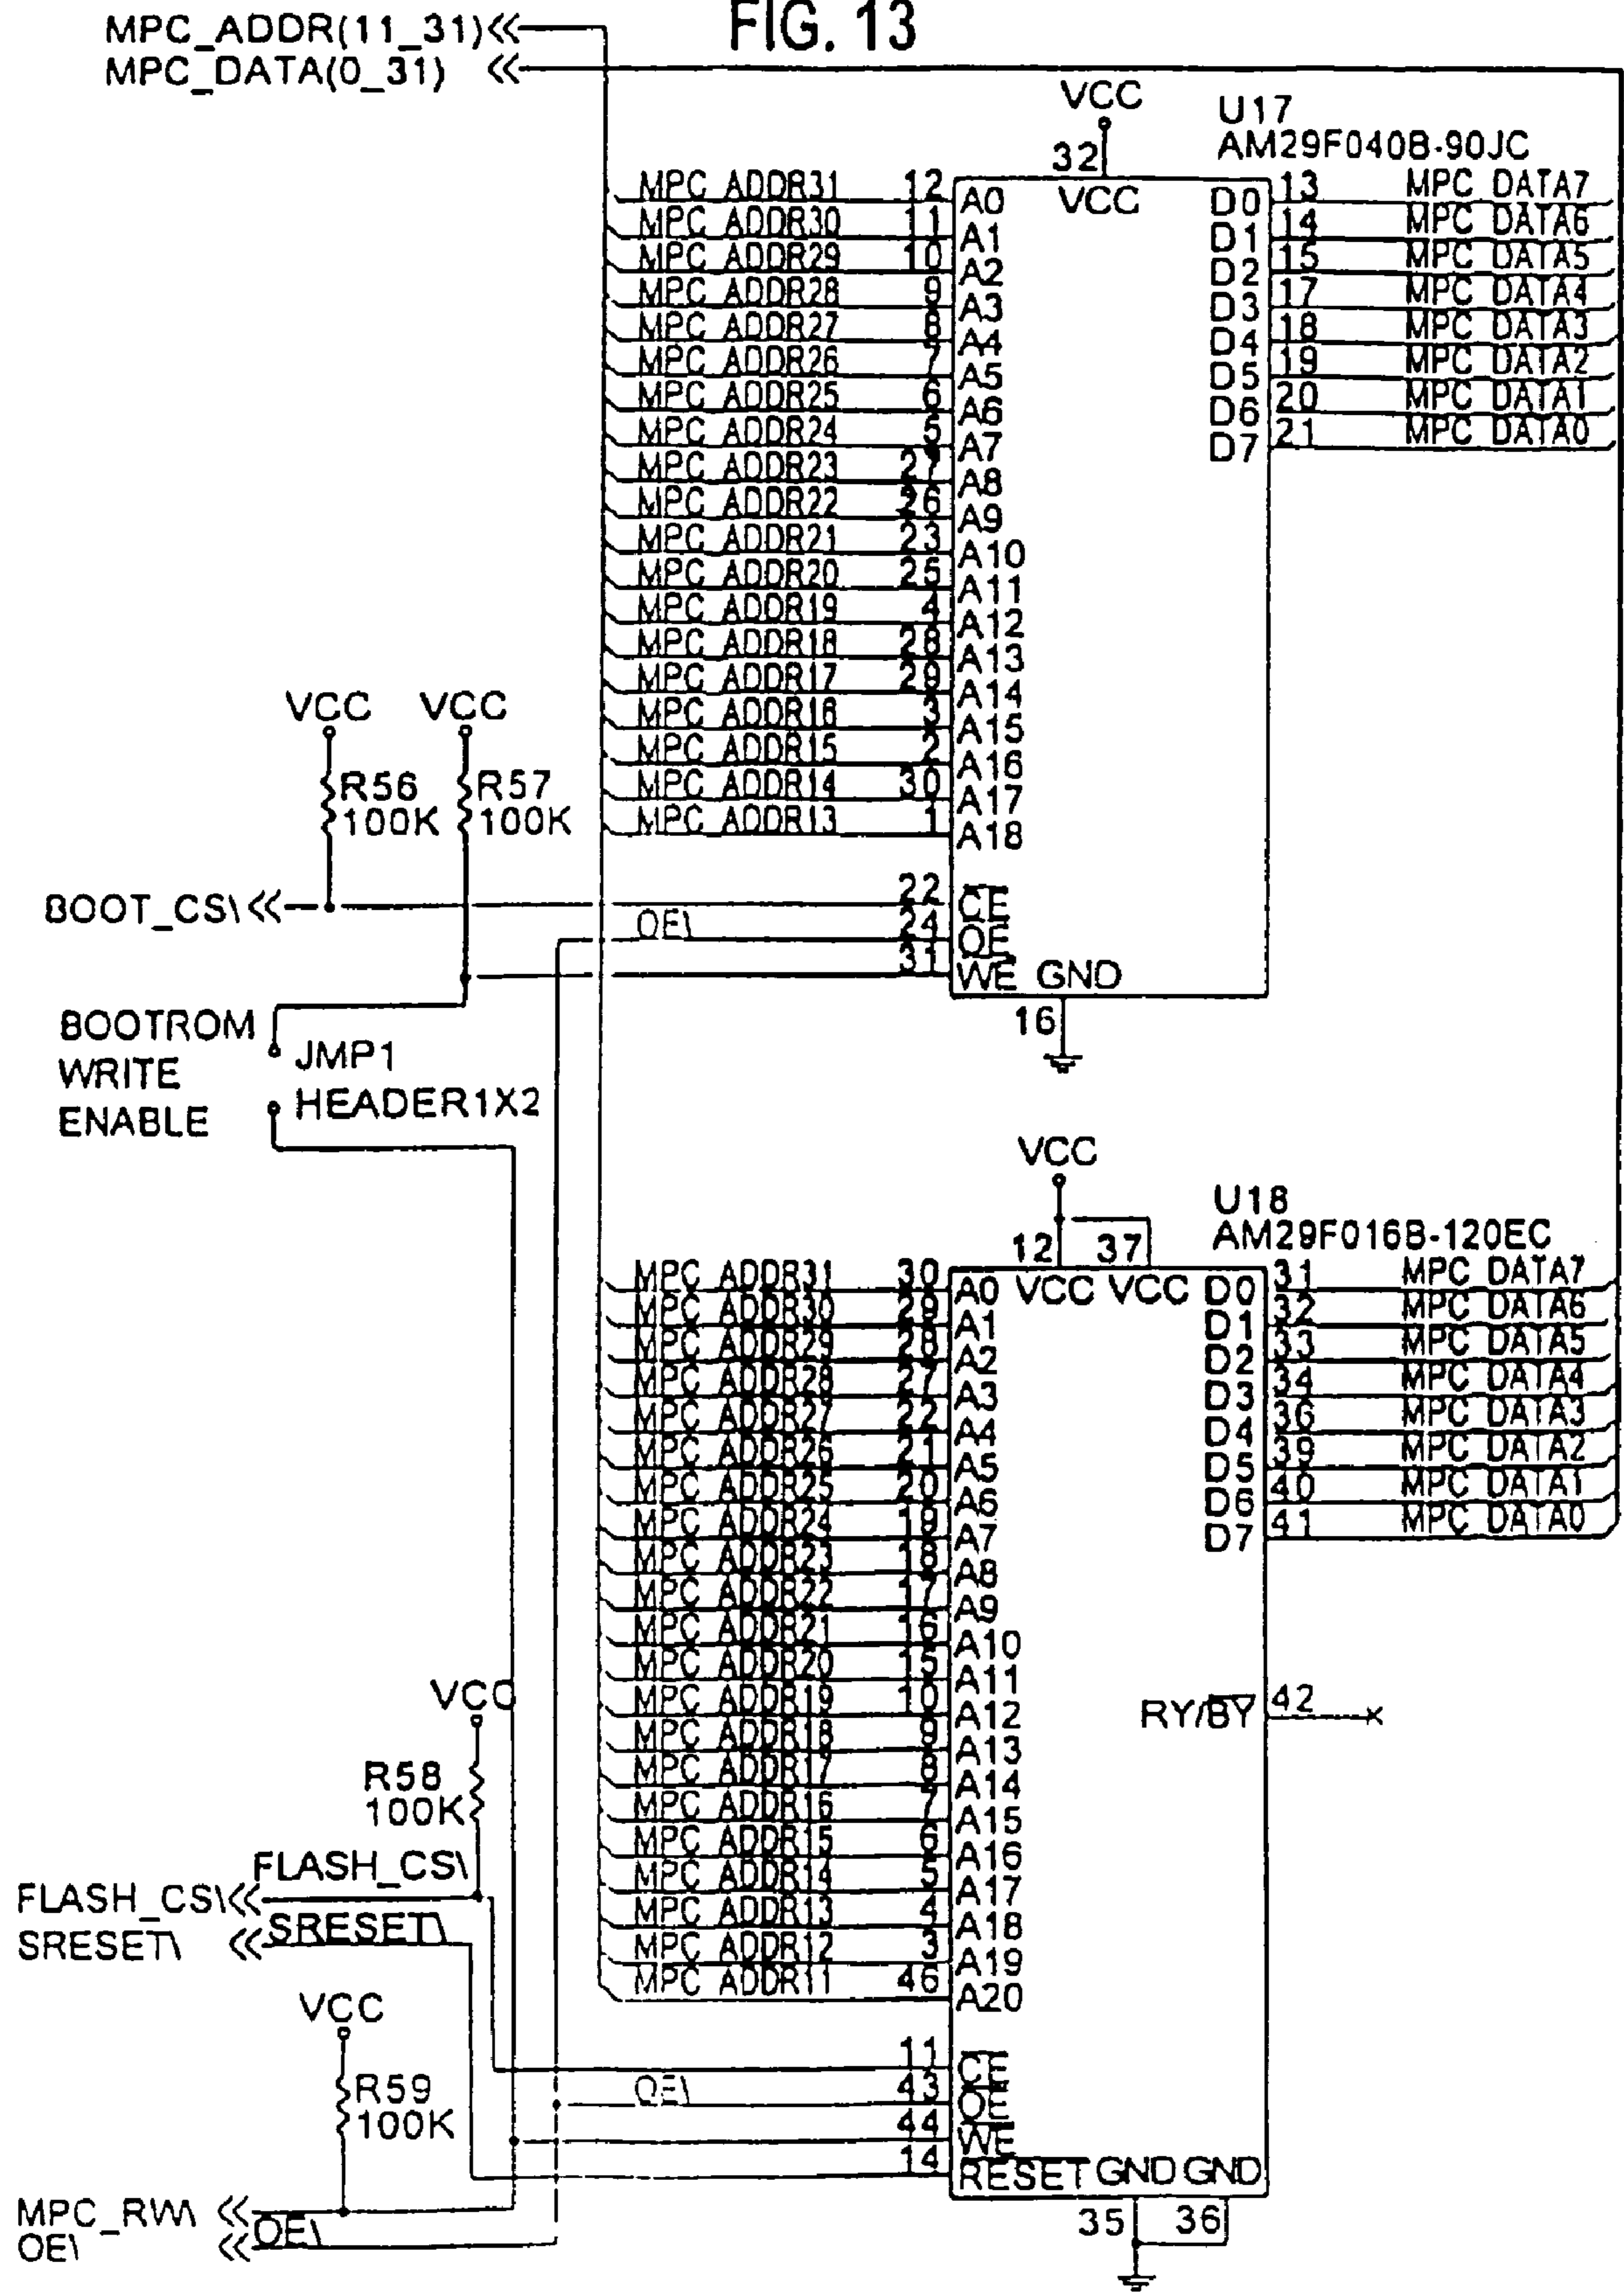 FIG. 13
MPC_ADDR(11_31)
MPC_DATA(0_31)
VCC
U17
AM29F040B-90JC
32
MPC ADDR31 12 A0 VCC D0 13 MPC DATA7
MPC ADDR30 11 A1 D1 14 MPC DATA6
MPC ADDR29 10 A2 D2 15 MPC DATA5
MPC ADDR28 9 A3 D3 17 MPC DATA4
MPC ADDR27 8 A4 D4 18 MPC DATA3
MPC ADDR26 7 A5 D5 19 MPC DATA2
MPC ADDR25 6 A6 D6 20 MPC DATA1
MPC ADDR24 5 A7 D7 21 MPC DATA0
MPC ADDR23 27 A8
MPC ADDR22 26 A9
MPC ADDR21 23 A10
MPC ADDR20 25 A11
MPC ADDR19 4 A12
MPC ADDR18 28 A13
MPC ADDR17 29 A14
MPC ADDR16 3 A15
MPC ADDR15 2 A16
MPC ADDR14 30 A17
MPC ADDR13 1 A18
VCC VCC
R56 R57
100K 100K
BOOT_CS\ 22 CE
OE\ 24 OE
31 WE GND
16
BOOTROM
WRITE
ENABLE
JMP1
HEADER1X2
VCC
U18
AM29F016B-120EC
12 37
MPC ADDR31 30 A0 VCC VCC D0 31 MPC DATA7
MPC ADDR30 29 A1 D1 32 MPC DATA6
MPC ADDR29 28 A2 D2 33 MPC DATA5
MPC ADDR28 27 A3 D3 34 MPC DATA4
MPC ADDR27 22 A4 D4 36 MPC DATA3
MPC ADDR26 21 A5 D5 39 MPC DATA2
MPC ADDR25 20 A6 D6 40 MPC DATA1
MPC ADDR24 19 A7 D7 41 MPC DATA0
MPC ADDR23 18 A8
MPC ADDR22 17 A9
MPC ADDR21 16 A10
MPC ADDR20 15 A11
MPC ADDR19 10 A12 RY/BY 42
MPC ADDR18 9 A13
MPC ADDR17 8 A14
MPC ADDR16 7 A15
MPC ADDR15 6 A16
MPC ADDR14 5 A17
MPC ADDR13 4 A18
MPC ADDR12 3 A19
MPC ADDR11 46 A20
VCC
R58
100K
FLASH_CS\ FLASH_CS\
SRESET\ SRESET\
VCC
R59
100K
11 CE
OE\ 43 OE
44 WE
14 RESET GND GND
MPC_RW\
OE\ OE\
35 36